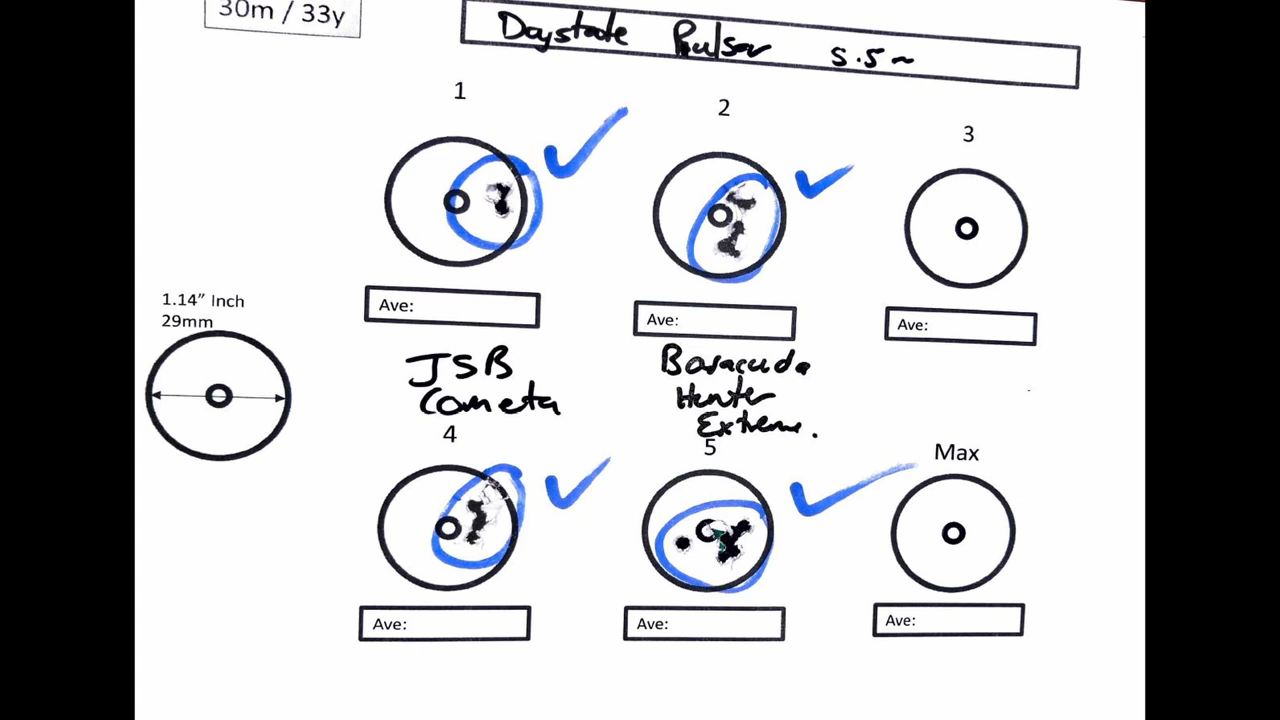 30m / 33y
Daystate Pulsar 5.5~
1
2
3
Ave:
Ave:
Ave:
1.14” Inch
29mm
JSB
Cometa
Baracuda
Hunter
Extreme.
4
5
Max
Ave:
Ave:
Ave: